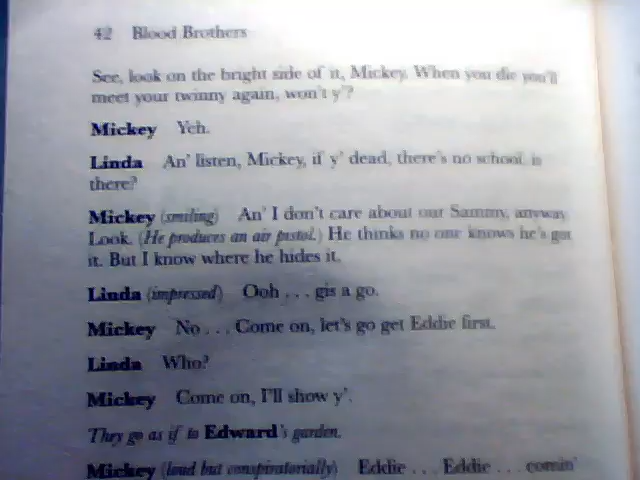 42 Blood Brothers
See, look on the bright side of it, Mickey. When you die you'll
meet your twinny again, won't y'?
Mickey Yeh.
Linda An' listen, Mickey, if y' dead, there's no school, is
there?
Mickey (smiling) An' I don't care about our Sammy, anyway.
Look. (He produces an air pistol.) He thinks no one knows he's got
it. But I know where he hides it.
Linda (impressed) Ooh . . . gis a go.
Mickey No . . . Come on, let's go get Eddie first.
Linda Who?
Mickey Come on, I'll show y'.
They go as if to Edward's garden.
Mickey (loud but conspiratorially) Eddie . . . Eddie . . . comin'